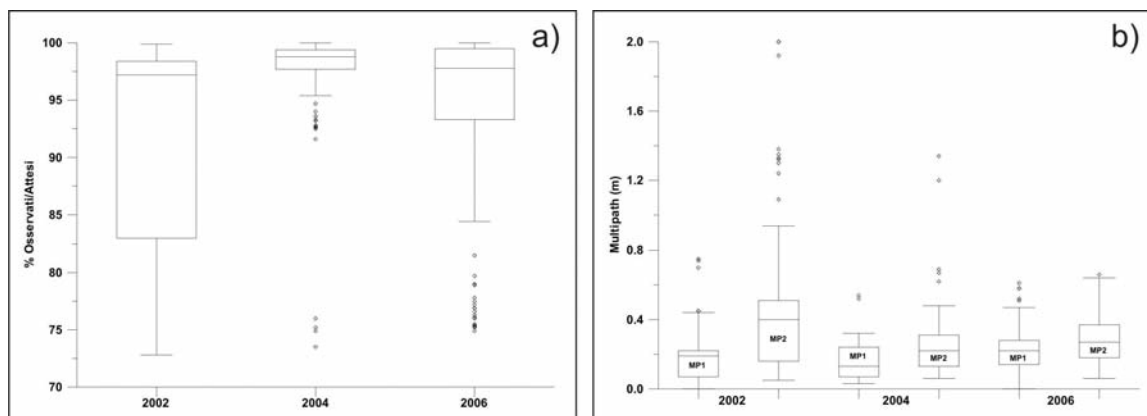 a)
100
95
90
85
80
75
70
% Osservati/Attesi
2002 2004 2006
b)
2.0
1.6
1.2
0.8
0.4
0.0
Multipath (m)
MP1 MP2 MP1 MP2 MP1 MP2
2002 2004 2006